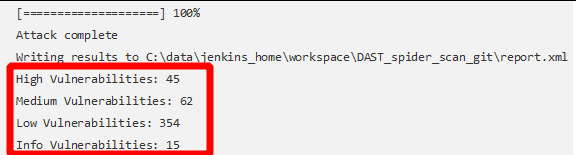 [====================] 100%
Attack complete
Writing results to C:\data\jenkins_home\workspace\DAST_spider_scan_git\report.xml
High Vulnerabilities: 45
Medium Vulnerabilities: 62
Low Vulnerabilities: 354
Info Vulnerabilities: 15